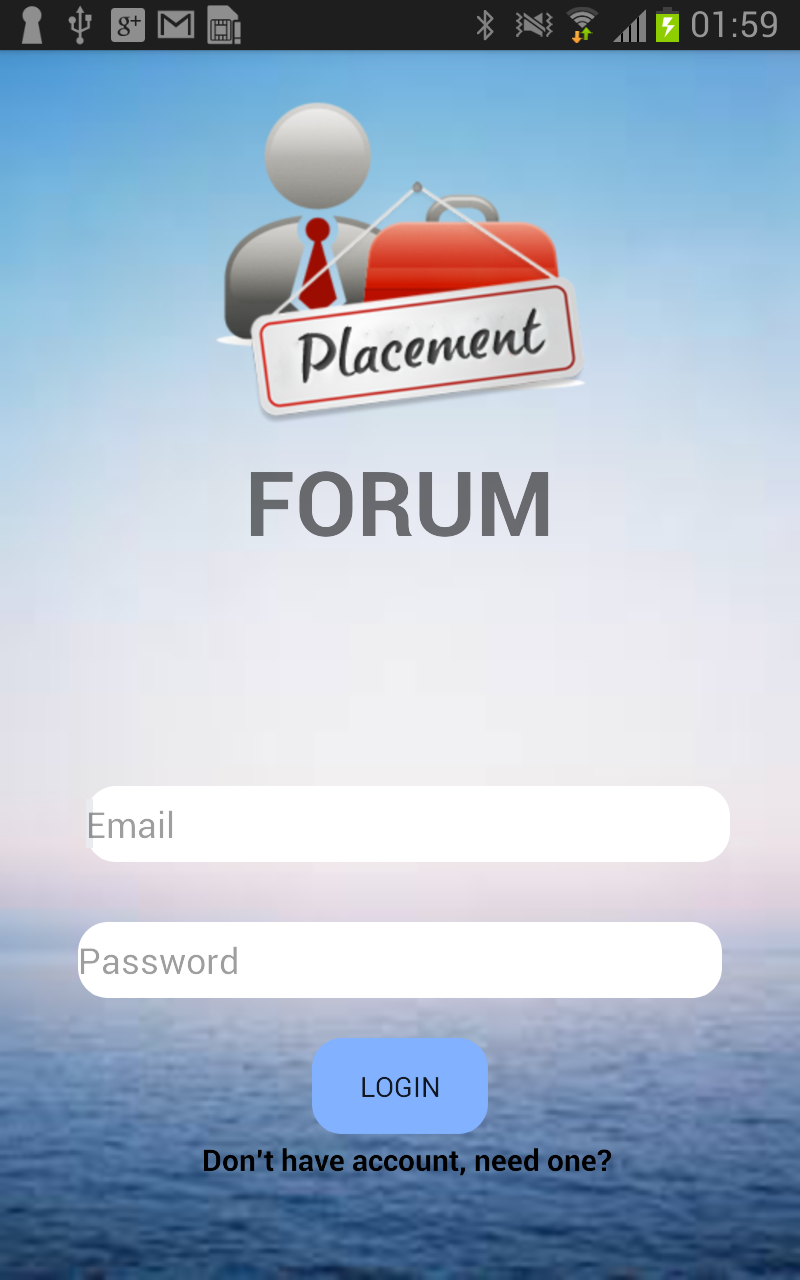 g+
01:59
Placement
FORUM
Email
Password
LOGIN
Don't have account, need one?